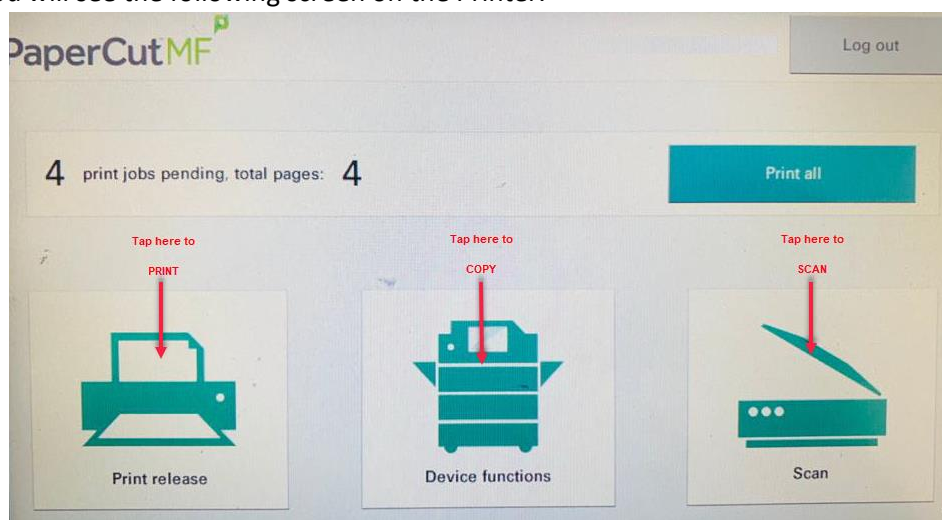 will see the following screen on the Printer:
PaperCutMF
Log out
4 print jobs pending, total pages: 4
Print all
Tap here to
PRINT
Tap here to
COPY
Tap here to
SCAN
Print release
Device functions
Scan